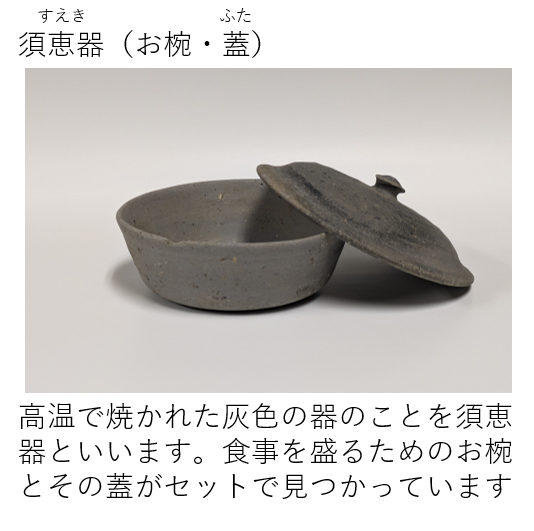 すえき ふた
須恵器（お椀・蓋）
高温で焼かれた灰色の器のことを須恵
器といいます。食事を盛るためのお椀
とその蓋がセットで見つかっています